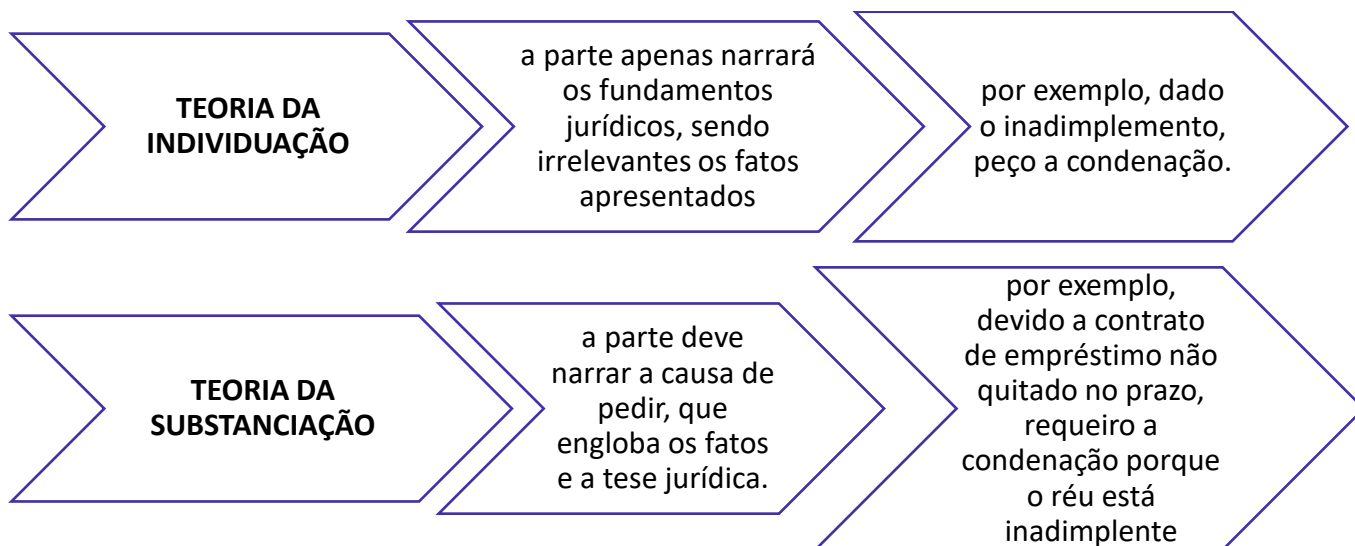 TEORIA DA
INDIVIDUAÇÃO
a parte apenas narrará
os fundamentos
jurídicos, sendo
irrelevantes os fatos
apresentados
por exemplo, dado
o inadimplemento,
peço a condenação.
TEORIA DA
SUBSTANCIAÇÃO
a parte deve
narrar a causa de
pedir, que
engloba os fatos
e a tese jurídica.
por exemplo,
devido a contrato
de empréstimo não
quitado no prazo,
requeiro a
condenação porque
o réu está
inadimplente